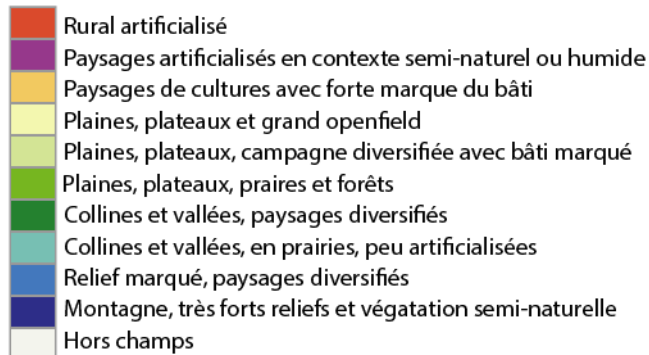 Rural artificialisé
Paysages artificialisés en contexte semi-naturel ou humide
Paysages de cultures avec forte marque du bâti
Plaines, plateaux et grand openfield
Plaines, plateaux, campagne diversifiée avec bâti marqué
Plaines, plateaux, praires et forêts
Collines et vallées, paysages diversifiés
Collines et vallées, en prairies, peu artificialisées
Relief marqué, paysages diversifiés
Montagne, très forts reliefs et végatation semi-naturelle
Hors champs